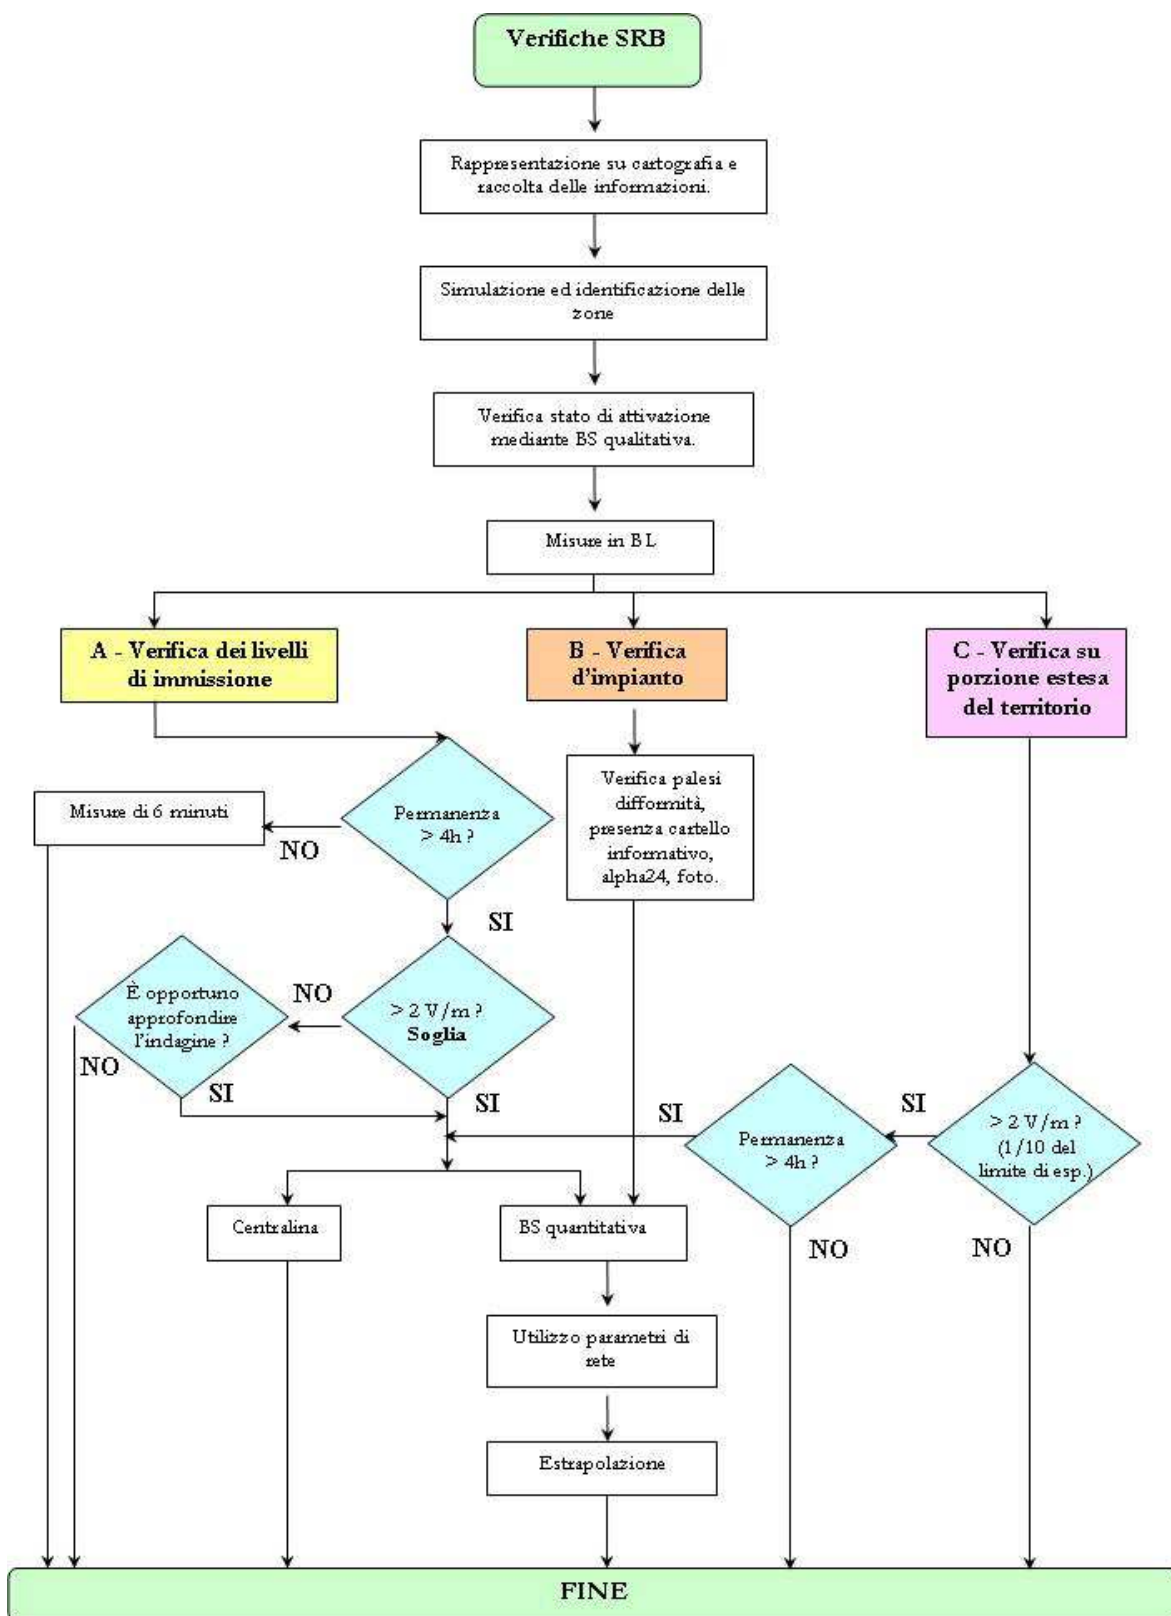 Verifiche SRB
Rappresentazione su cartografia e
raccolta delle informazioni.
Simulazione ed identificazione delle
zone
Verifica stato di attivazione
mediante BS qualitativa.
Misure in BL
A - Verifica dei livelli
di immissione
B - Verifica
d'impianto
C - Verifica su
porzione estesa
del territorio
Permanenza
> 4h ?
Misure di 6 minuti
NO
SI
Verifica palesi
difformità,
presenza cartello
informativo,
alpha24, foto.
> 2 V/m ?
Soglia
NO
È opportuno
approfondire
l'indagine ?
NO
SI
SI
> 2 V/m ?
(1/10 del
limite di esp.)
SI
NO
Permanenza
> 4h ?
SI
NO
Centralina
BS quantitativa
Utilizzo parametri di
rete
Estrapolazione
FINE